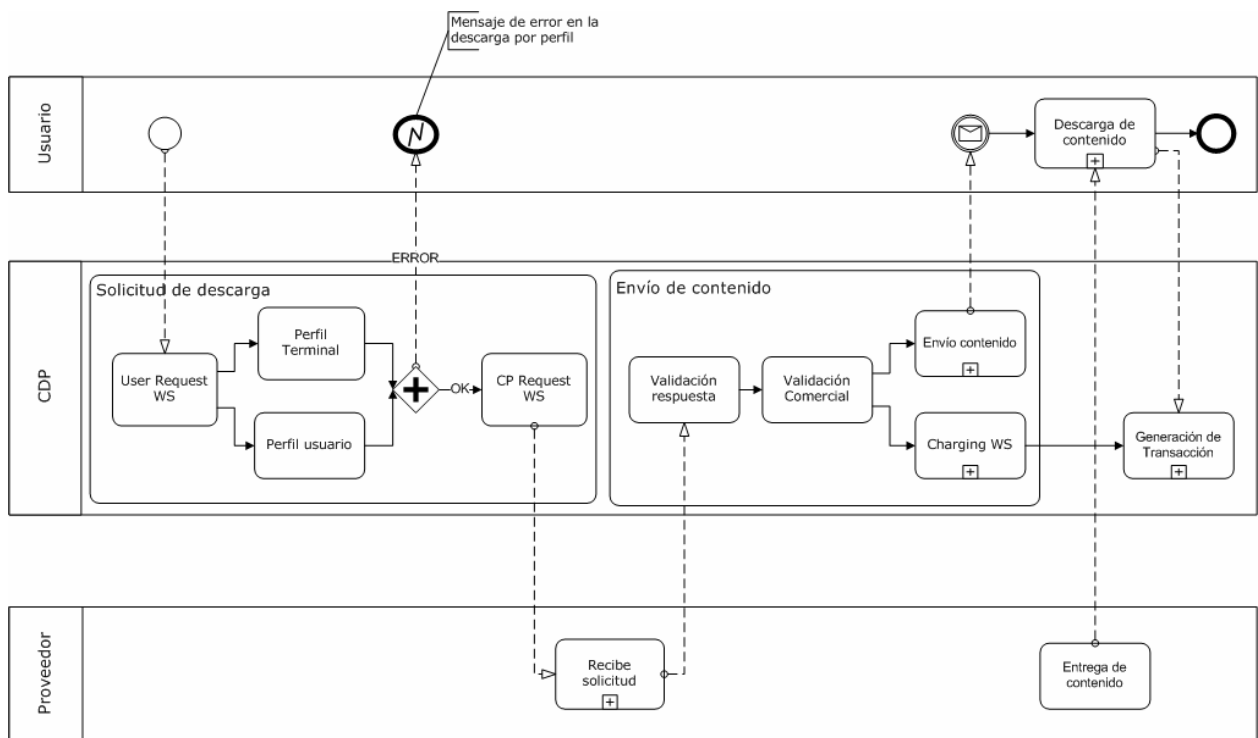 Mensaje de error en la
descarga por perfil
Usuario
Descarga de
contenido
ERROR
CDP
Solicitud de descarga
Envío de contenido
Perfil
Terminal
Envío contenido
User Request
WS
OK
CP Request
WS
Validación
respuesta
Validación
Comercial
Perfil usuario
Charging WS
Generación de
Transacción
Proveedor
Recibe
solicitud
Entrega de
contenido